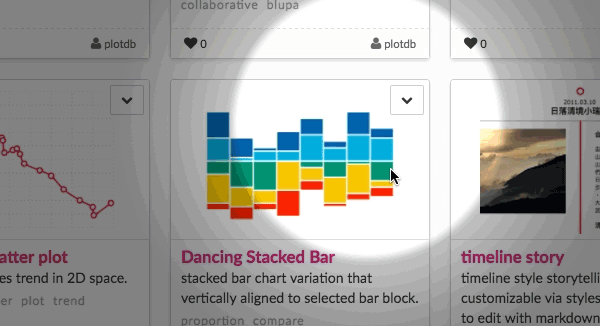 collaborative blupa
plotdb
0
plotdb
0
2011.03.10
日落清境小瑞
atter plot
es trend in 2D space.
er plot trend
Dancing Stacked Bar
stacked bar chart variation that
vertically aligned to selected bar block.
proportion compare
timeline story
timeline style storytelli
customizable via styles
to edit with markdown